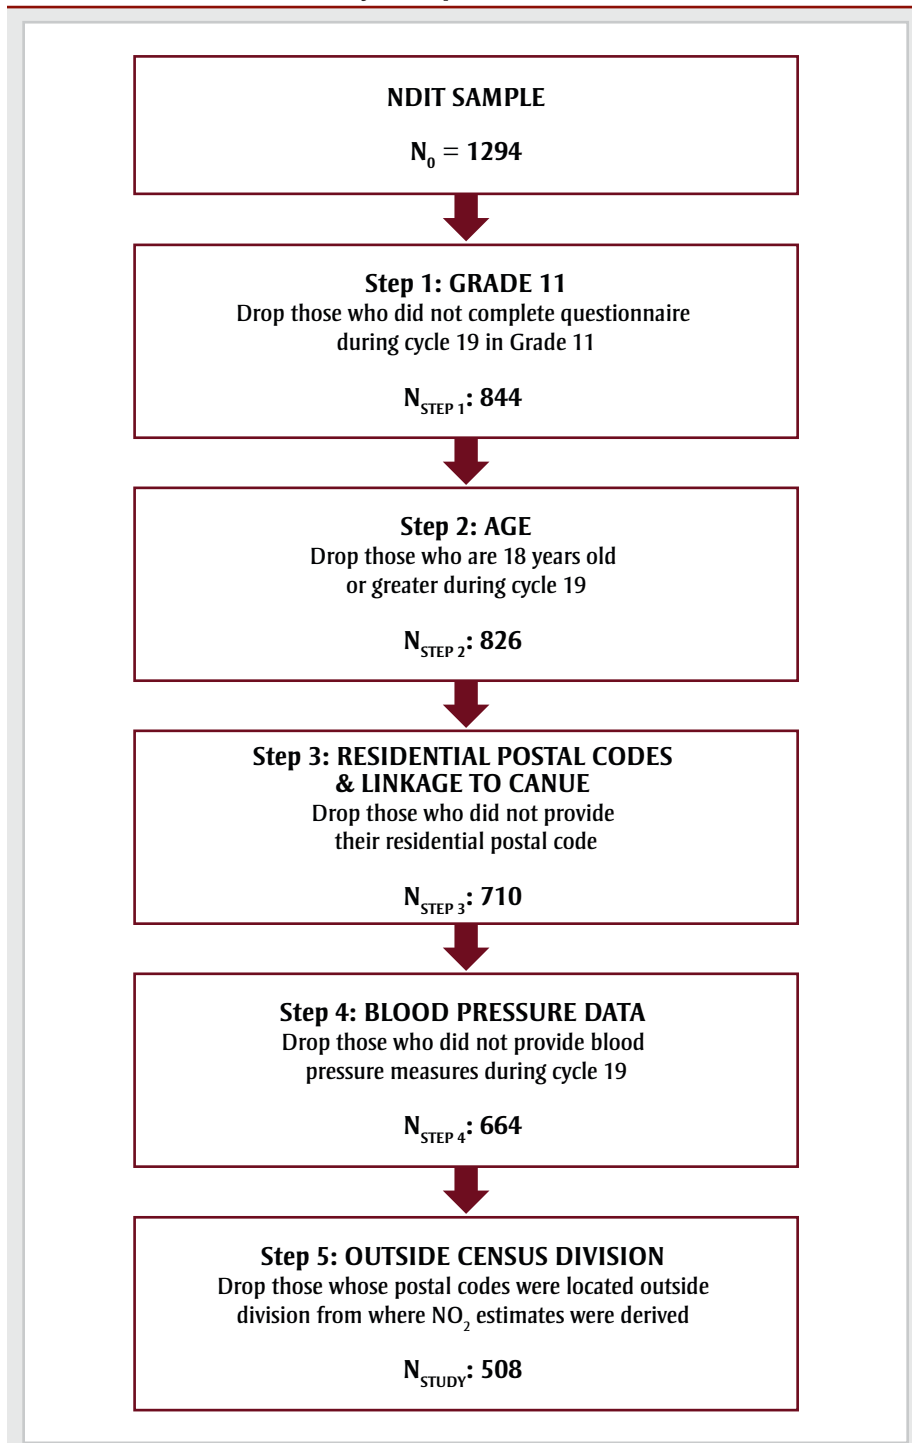 NDIT SAMPLE
N0 = 1294
Step 1: GRADE 11
Drop those who did not complete questionnaire
during cycle 19 in Grade 11
NSTEP 1: 844
Step 2: AGE
Drop those who are 18 years old
or greater during cycle 19
NSTEP 2: 826
Step 3: RESIDENTIAL POSTAL CODES
& LINKAGE TO CANUE
Drop those who did not provide
their residential postal code
NSTEP 3: 710
Step 4: BLOOD PRESSURE DATA
Drop those who did not provide blood
pressure measures during cycle 19
NSTEP 4: 664
Step 5: OUTSIDE CENSUS DIVISION
Drop those whose postal codes were located outside
division from where NO2 estimates were derived
NSTUDY: 508